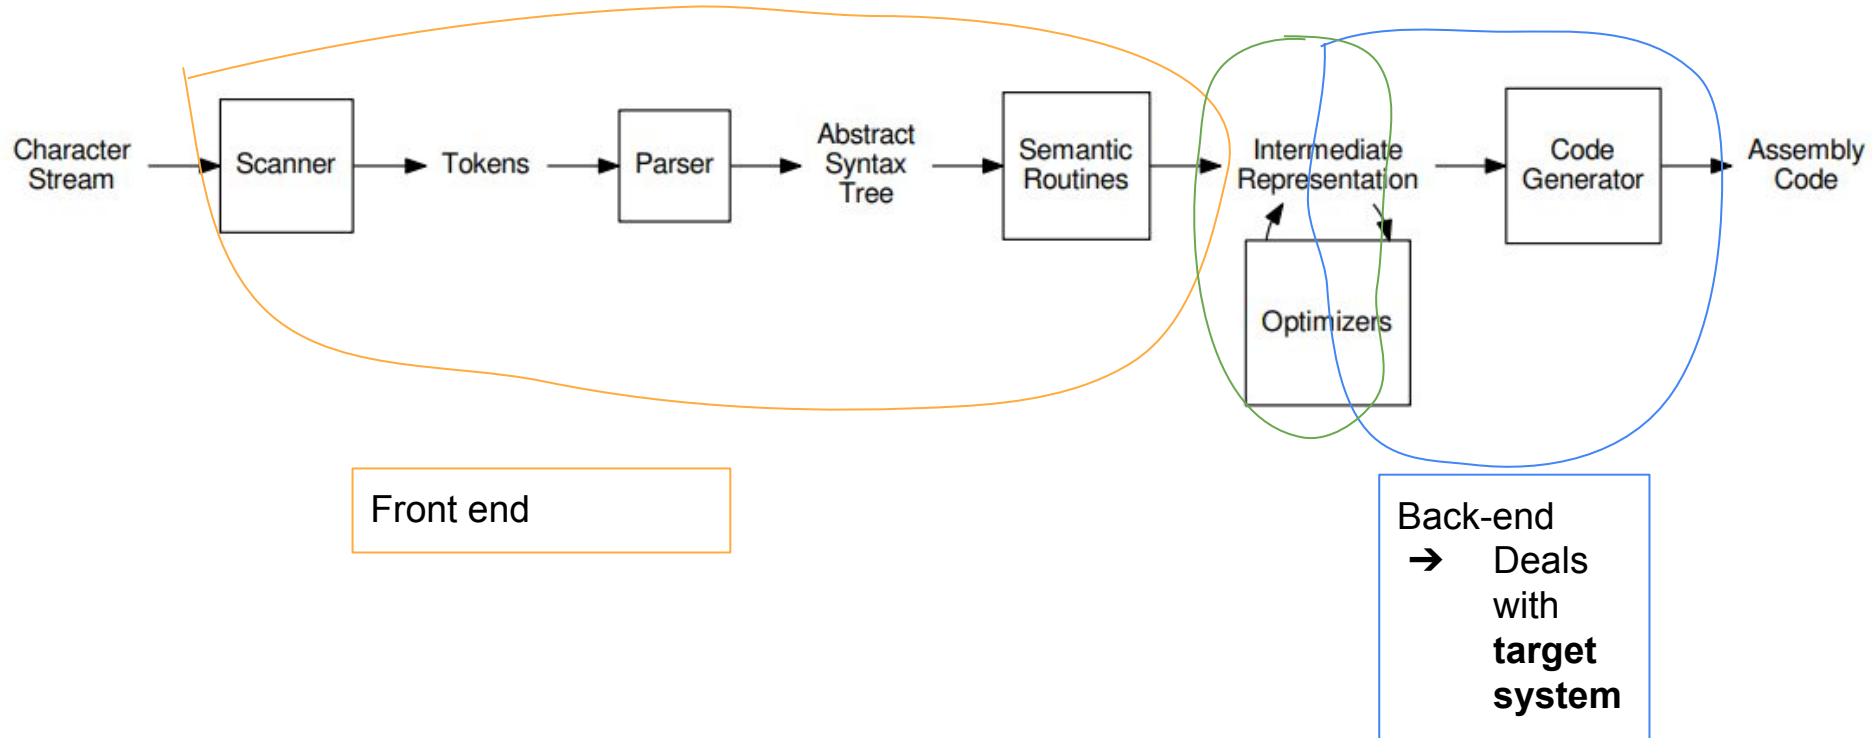 Character
Stream
Scanner
Tokens
Parser
Abstract
Syntax
Tree
Semantic
Routines
Intermediate
Representation
Code
Generator
Assembly
Code
Optimizers
Front end
Back-end
➔ Deals
with
target
system